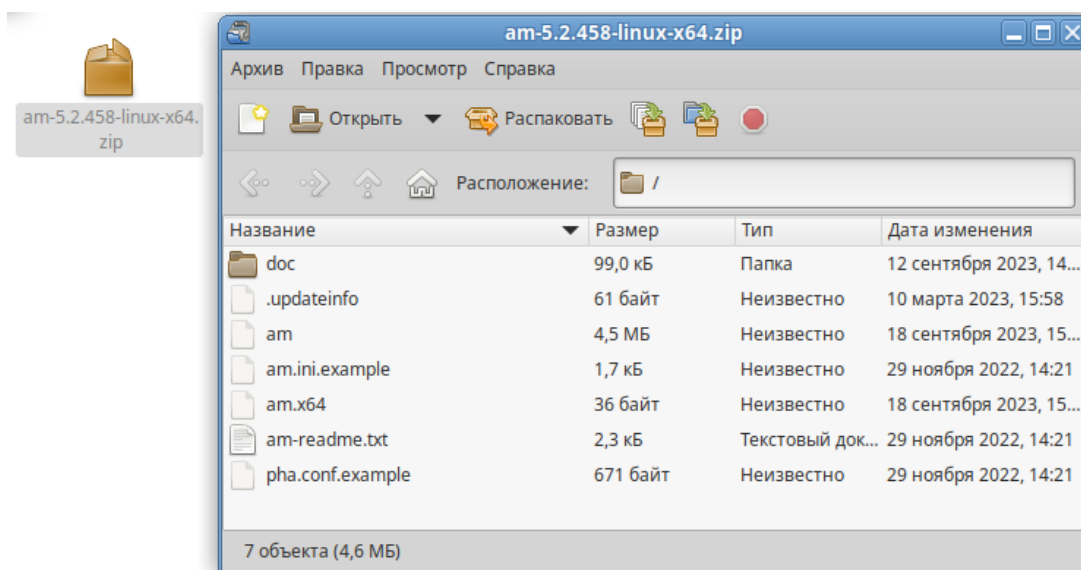 am-5.2.458-linux-x64.
zip
am-5.2.458-linux-x64.zip
Архив Правка Просмотр Справка
Открыть Распаковать
Расположение: /
Название Размер Тип Дата изменения
doc 99,0 кБ Папка 12 сентября 2023, 14...
.updateinfo 61 байт Неизвестно 10 марта 2023, 15:58
am 4,5 МБ Неизвестно 18 сентября 2023, 15...
am.ini.example 1,7 кБ Неизвестно 29 ноября 2022, 14:21
am.x64 36 байт Неизвестно 18 сентября 2023, 15...
am-readme.txt 2,3 кБ Текстовый док... 29 ноября 2022, 14:21
pha.conf.example 671 байт Неизвестно 29 ноября 2022, 14:21
7 объекта (4,6 МБ)